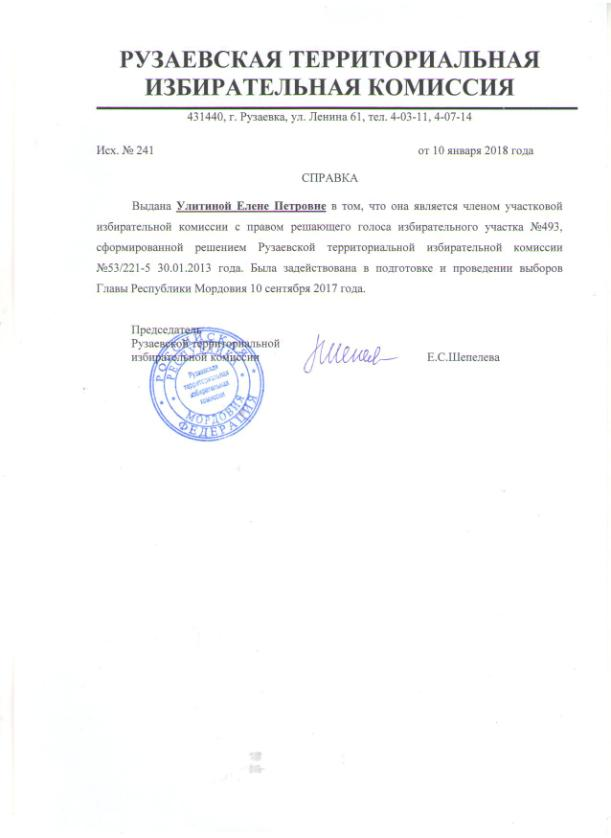 РУЗАЕВСКАЯ ТЕРРИТОРИАЛЬНАЯ
ИЗБИРАТЕЛЬНАЯ КОМИССИЯ
431440, г. Рузаевка, ул. Ленина 61, тел. 4-03-11, 4-07-14
Исх. № 241 от 10 января 2018 года
СПРАВКА
Выдана Улитиной Елене Петровне в том, что она является членом участковой
избирательной комиссии с правом решающего голоса избирательного участка №493,
сформированной решением Рузаевской территориальной избирательной комиссии
№53/221-5 30.01.2013 года. Была задействована в подготовке и проведении выборов
Главы Республики Мордовия 10 сентября 2017 года.
Председатель
Рузаевской территориальной
избирательной комиссии Е.С.Шепелева
РОССИЙСКАЯ ФЕДЕРАЦИЯ
РЕСПУБЛИКА МОРДОВИЯ
Рузаевская
территориальная
избирательная
комиссия